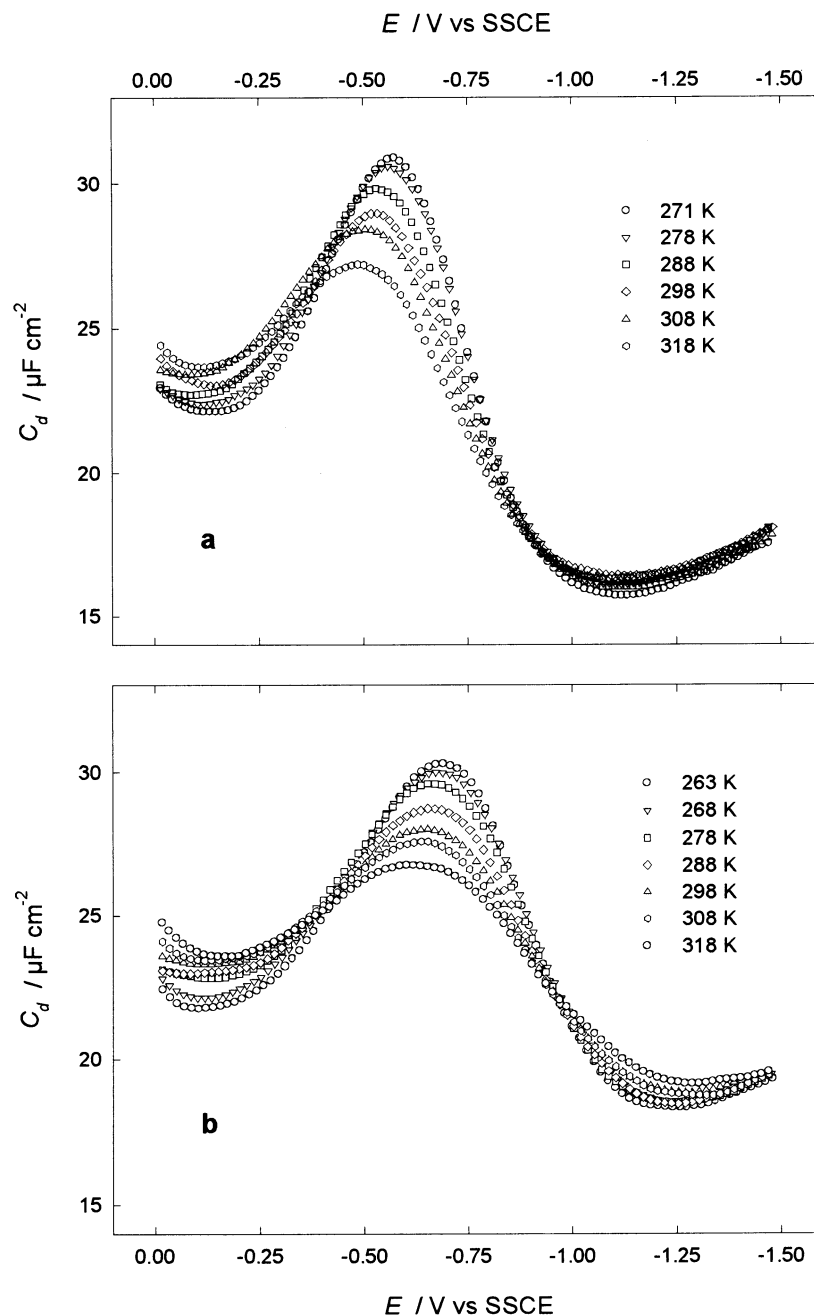 E / V vs SSCE
0.00 -0.25 -0.50 -0.75 -1.00 -1.25 -1.50
30
25
20
15
C_d / µF cm⁻²
271 K
278 K
288 K
298 K
308 K
318 K
a
30
25
20
15
C_d / µF cm⁻²
263 K
268 K
278 K
288 K
298 K
308 K
318 K
b
0.00 -0.25 -0.50 -0.75 -1.00 -1.25 -1.50
E / V vs SSCE